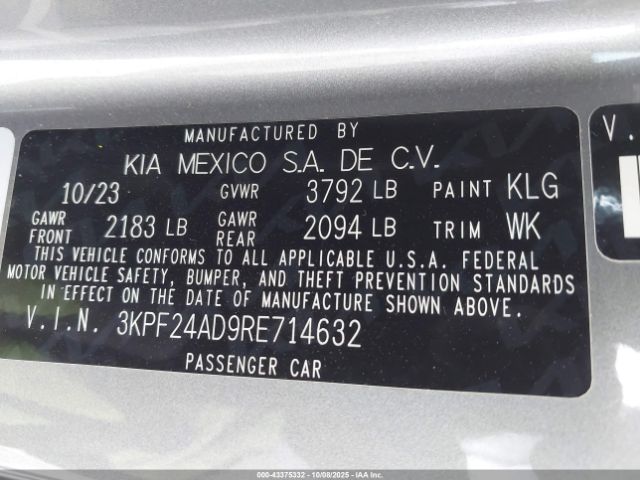 MANUFACTURED BY
KIA MEXICO S.A. DE C.V.
10/23 GVWR 3792 LB PAINT KLG
GAWR FRONT 2183 LB GAWR REAR 2094 LB TRIM WK
THIS VEHICLE CONFORMS TO ALL APPLICABLE U.S.A. FEDERAL
MOTOR VEHICLE SAFETY, BUMPER, AND THEFT PREVENTION STANDARDS
IN EFFECT ON THE DATE OF MANUFACTURE SHOWN ABOVE.
V.I.N. 3KPF24AD9RE714632
PASSENGER CAR
V.
000-43375332 | 10/08/2025 | Copyright IAA, Inc.